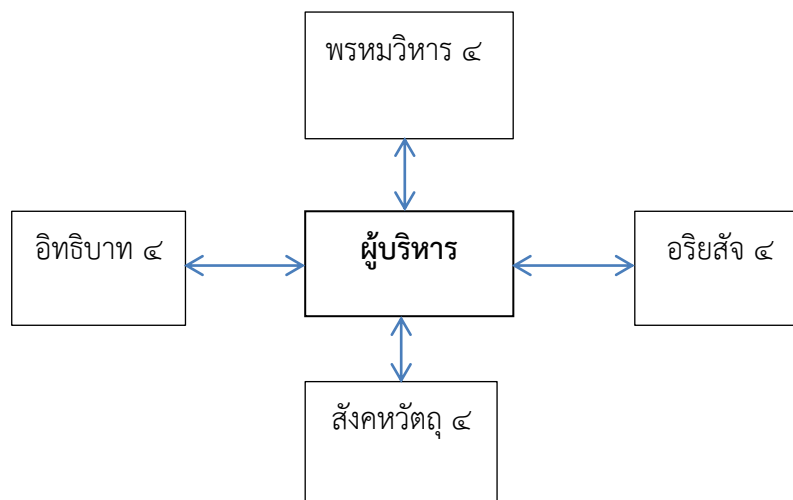 พรหมวิหาร ๔
อิทธิบาท ๔
ผู้บริหาร
อริยสัจ ๔
สังคหวัตถุ ๔